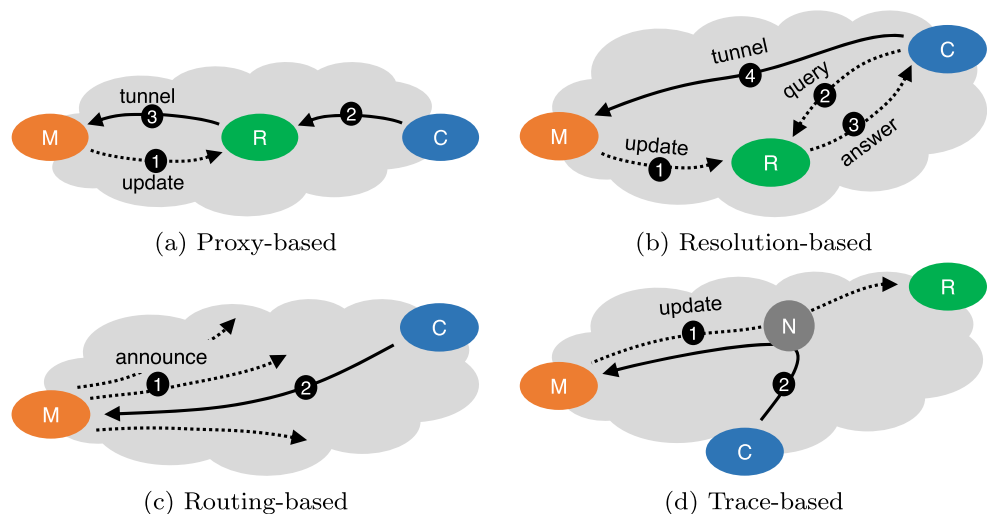 tunnel
M 3 R 2 C
1
update
(a) Proxy-based
tunnel
4
C
query
2
M
update
1
R
3
answer
(b) Resolution-based
announce
1
C
2
M
(c) Routing-based
update
1
N
R
M
2
C
(d) Trace-based